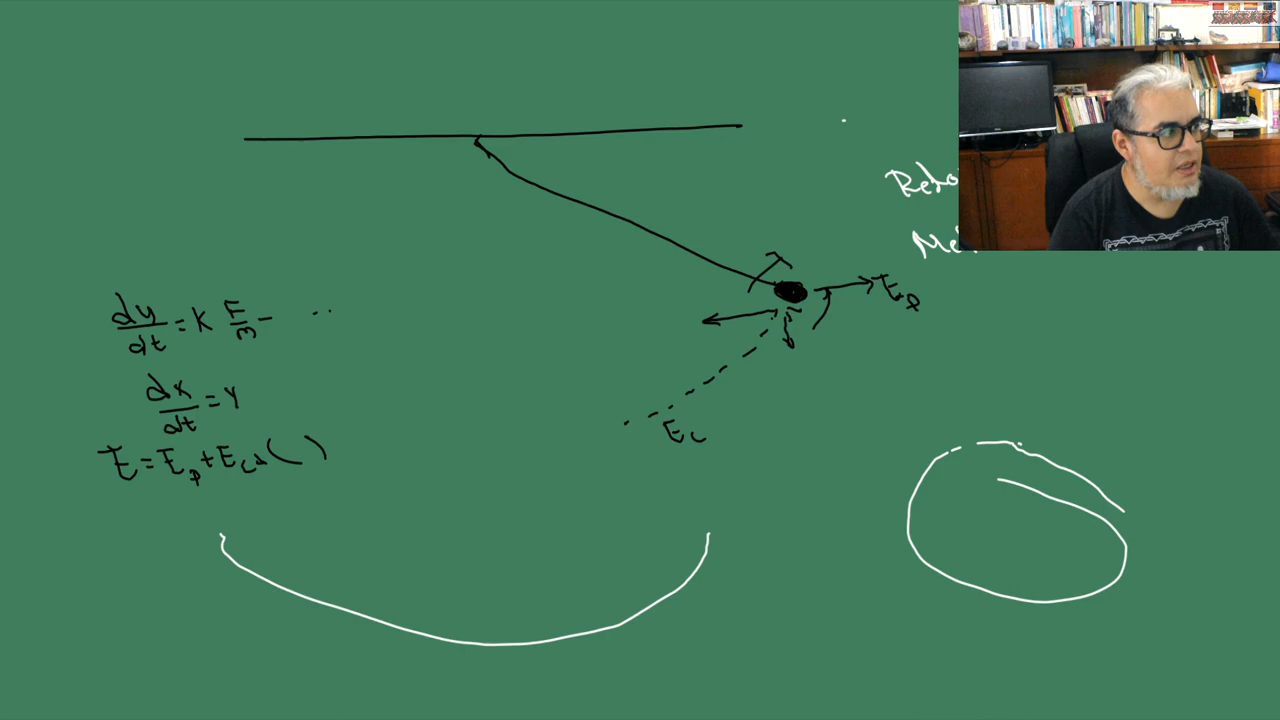 Ep
dy/dt = K F/m - ..
dx/dt = y
E = Ep + Ec + ( )
Ec